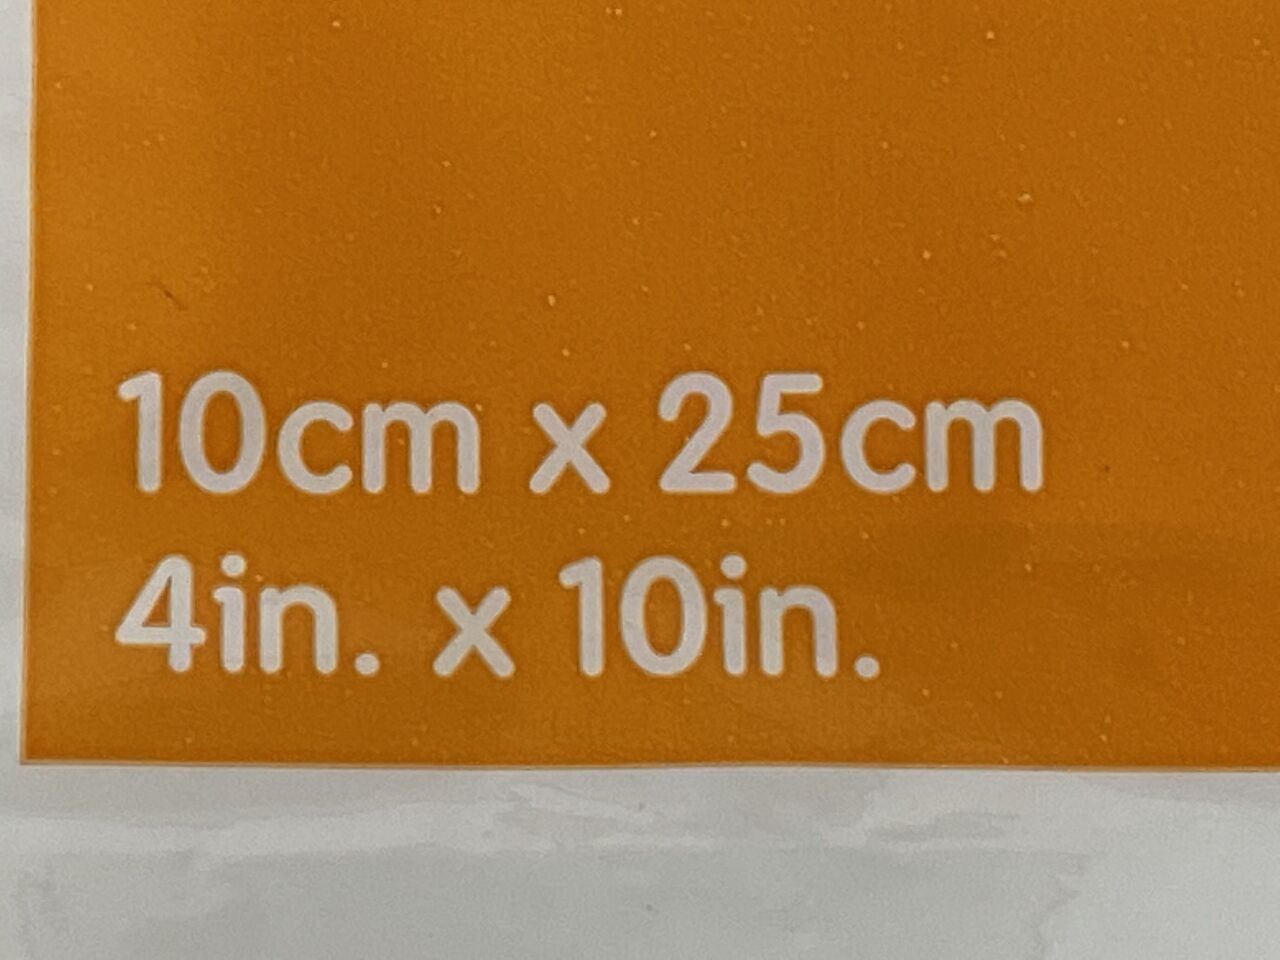 10cm x 25cm
4in. x 10in.